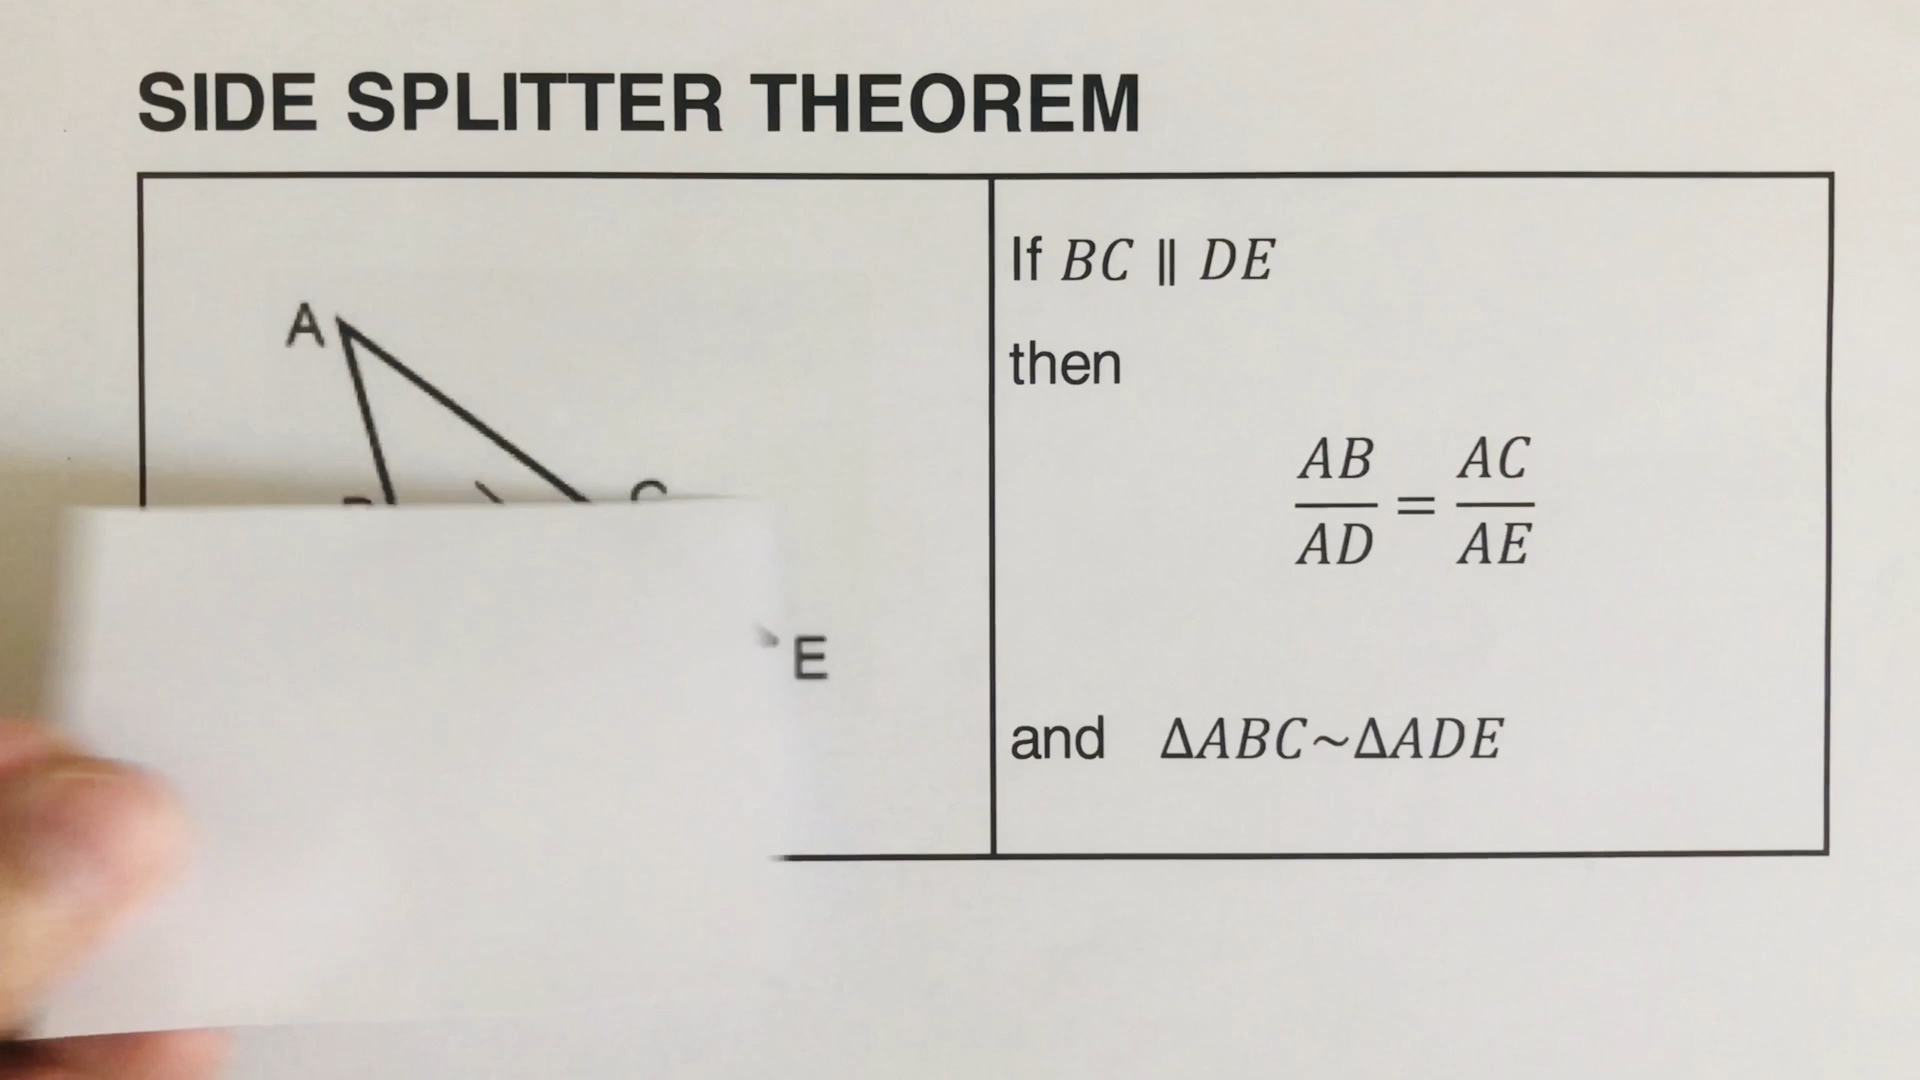 SIDE SPLITTER THEOREM
A
E
If BC ∥ DE
then
AB/AD = AC/AE
and ΔABC~ΔADE